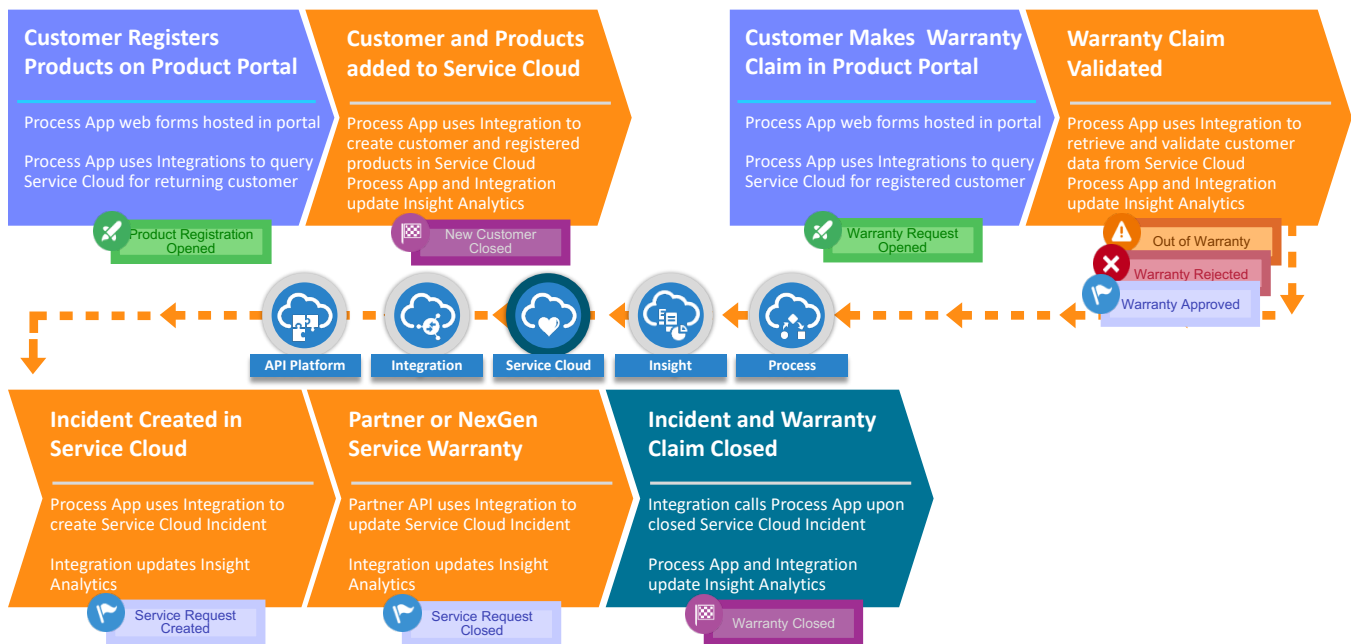 Customer Registers
Products on Product Portal
Process App web forms hosted in portal
Process App uses Integrations to query
Service Cloud for returning customer
Product Registration
Opened
Customer and Products
added to Service Cloud
Process App uses Integration to
create customer and registered
products in Service Cloud
Process App and Integration
update Insight Analytics
New Customer
Closed
Customer Makes  Warranty
Claim in Product Portal
Process App web forms hosted in portal
Process App uses Integrations to query
Service Cloud for registered customer
Warranty Request
Opened
Warranty Claim
Validated
Process App uses Integration to
retrieve and validate customer
data from Service Cloud
Process App and Integration
update Insight Analytics
Out of Warranty
Warranty Rejected
Warranty Approved
API Platform
Integration
Service Cloud
Insight
Process
Incident Created in
Service Cloud
Process App uses Integration to
create Service Cloud Incident
Integration updates Insight
Analytics
Service Request
Created
Partner or NexGen
Service Warranty
Partner API uses Integration to
update Service Cloud Incident
Integration updates Insight
Analytics
Service Request
Closed
Incident and Warranty
Claim Closed
Integration calls Process App upon
closed Service Cloud Incident
Process App and Integration
update Insight Analytics
Warranty Closed